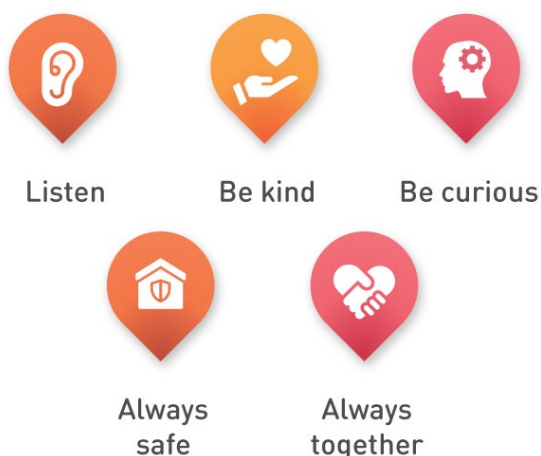 Listen
Be kind
Be curious
Always
safe
Always
together